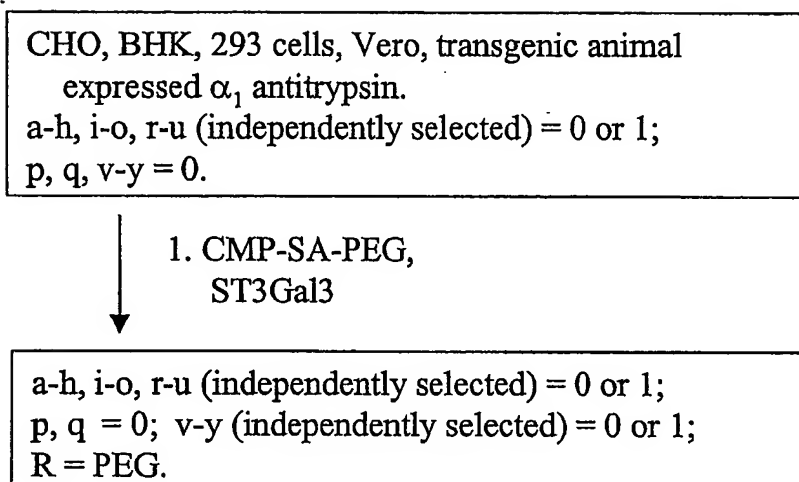 CHO, BHK, 293 cells, Vero, transgenic animal
expressed α₁ antitrypsin.
a-h, i-o, r-u (independently selected) = 0 or 1;
p, q, v-y = 0.
1. CMP-SA-PEG,
ST3Gal3
a-h, i-o, r-u (independently selected) = 0 or 1;
p, q = 0; v-y (independently selected) = 0 or 1;
R = PEG.